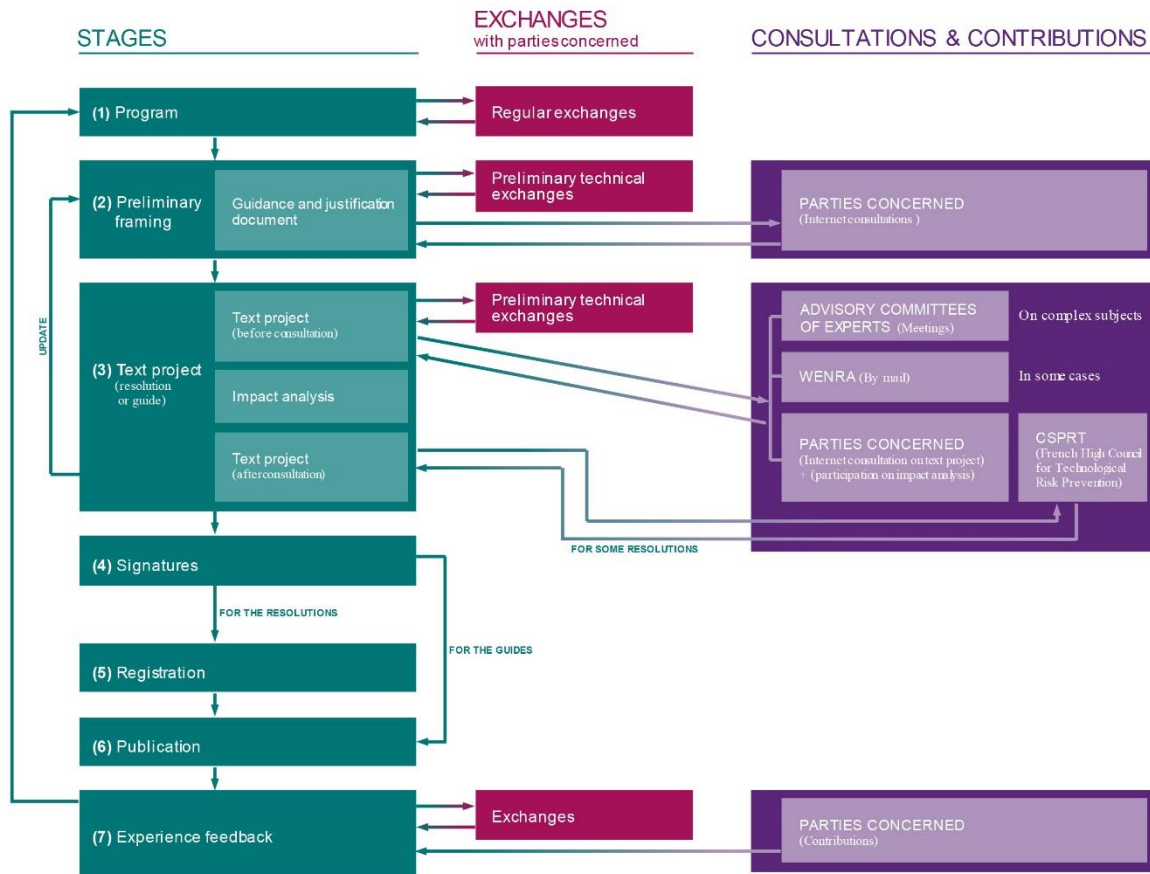 STAGES
EXCHANGES
with parties concerned
CONSULTATIONS & CONTRIBUTIONS
(1) Program
Regular exchanges
(2) Preliminary
framing
Guidance and justification
document
Preliminary technical
exchanges
PARTIES CONCERNED
(Internet consultations )
UPDATE
(3) Text project
(resolution
or guide)
Text project
(before consultation)
Impact analysis
Text project
(afterconsultation)
Preliminary technical
exchanges
ADVISORY COMMITTEES
OF EXPERTS (Meetings)
On complex subjects
WENRA (By mail)
In some cases
PARTIES CONCERNED
(Internet consultation on text project)
+ (participation on impact analysis)
CSPRT
(French High Council
for Technological
Risk Prevention)
FOR SOME RESOLUTIONS
(4) Signatures
FOR THE RESOLUTIONS
FOR THE GUIDES
(5) Registration
(6) Publication
(7) Experience feedback
Exchanges
PARTIES CONCERNED
(Contributions)